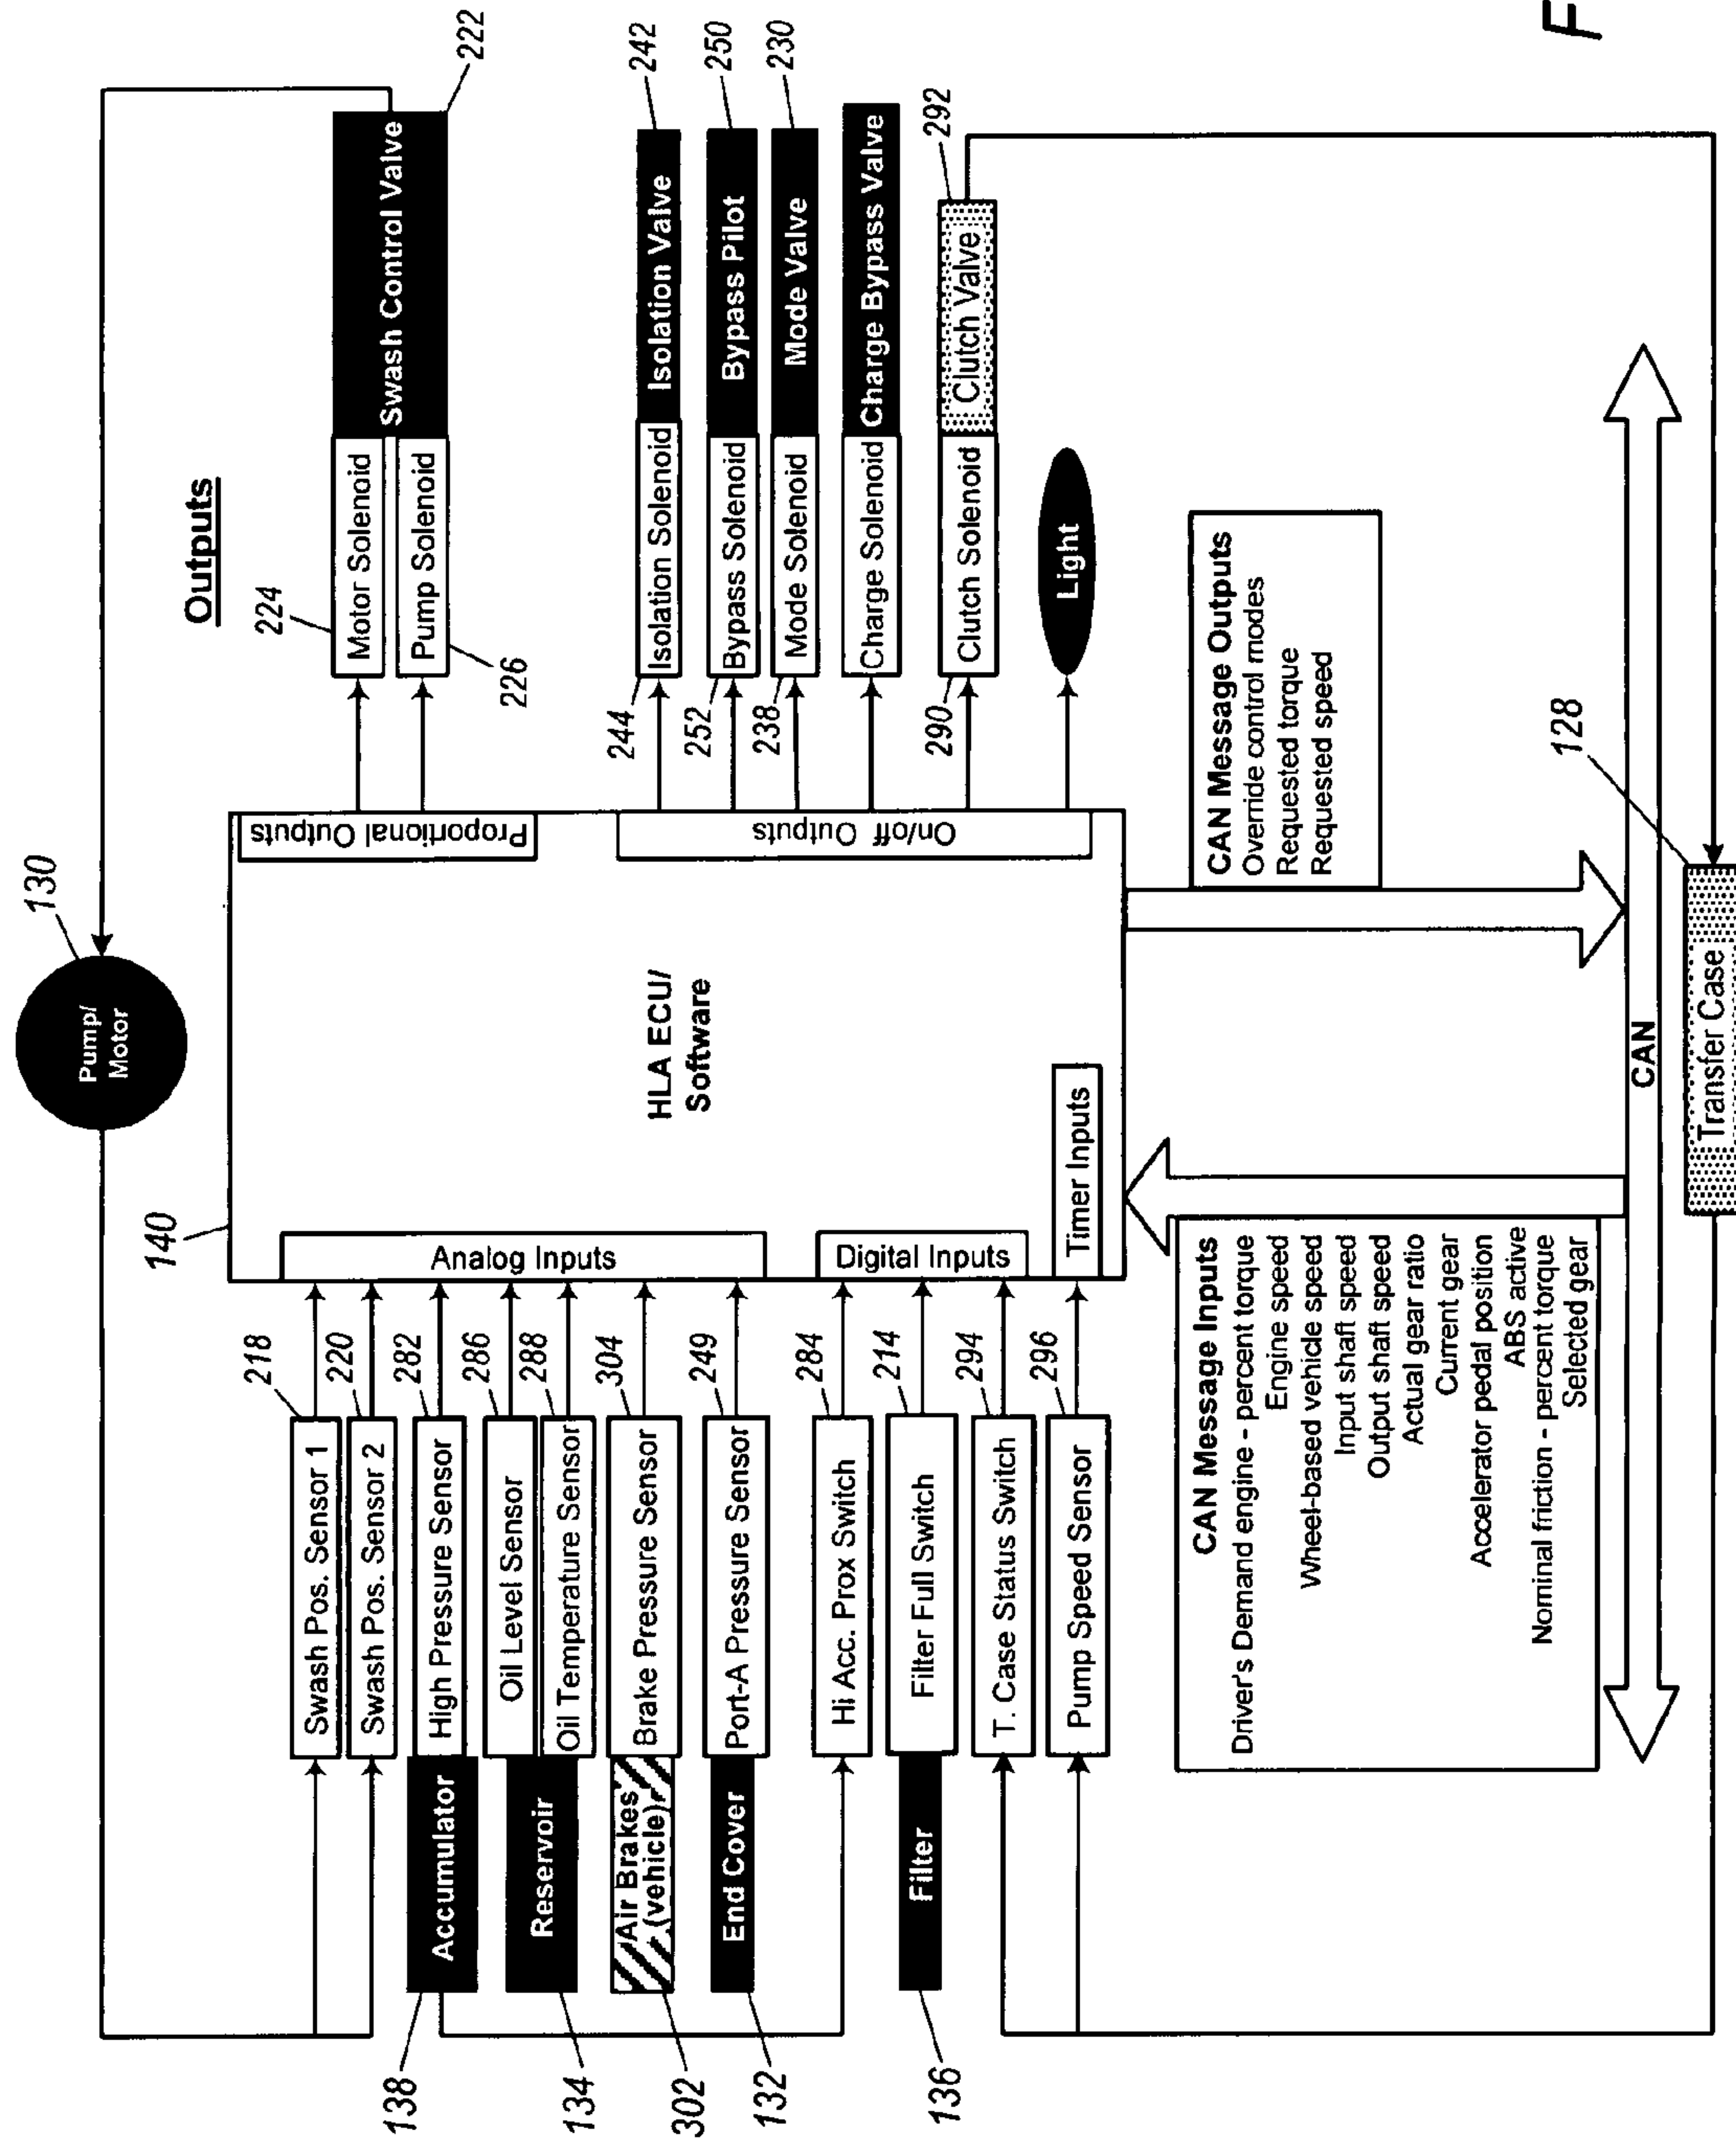 130
Pump/
Motor
140
HLA ECU/
Software
Analog Inputs
Digital Inputs
Timer Inputs
Proportional Outputs
On/off Outputs
218
Swash Pos. Sensor 1
220
Swash Pos. Sensor 2
138
Accumulator
High Pressure Sensor
282
134
Reservoir
Oil Level Sensor
286
Oil Temperature Sensor
288
302
Air Brakes
(vehicle)
Brake Pressure Sensor
304
132
End Cover
Port-A Pressure Sensor
249
Hi Acc. Prox Switch
284
136
Filter
Filter Full Switch
214
T. Case Status Switch
294
Pump Speed Sensor
296
Outputs
224
Motor Solenoid
Pump Solenoid
226
Swash Control Valve
222
244
Isolation Solenoid
Isolation Valve
242
252
Bypass Solenoid
Bypass Pilot
250
238
Mode Solenoid
Mode Valve
230
Charge Solenoid
Charge Bypass Valve
290
Clutch Solenoid
Clutch Valve
292
Light
CAN Message Inputs
Driver's Demand engine - percent torque
Engine speed
Wheel-based vehicle speed
Input shaft speed
Output shaft speed
Actual gear ratio
Current gear
Accelerator pedal position
ABS active
Nominal friction - percent torque
Selected gear
CAN Message Outputs
Override control modes
Requested torque
Requested speed
CAN
128
Transfer Case
F